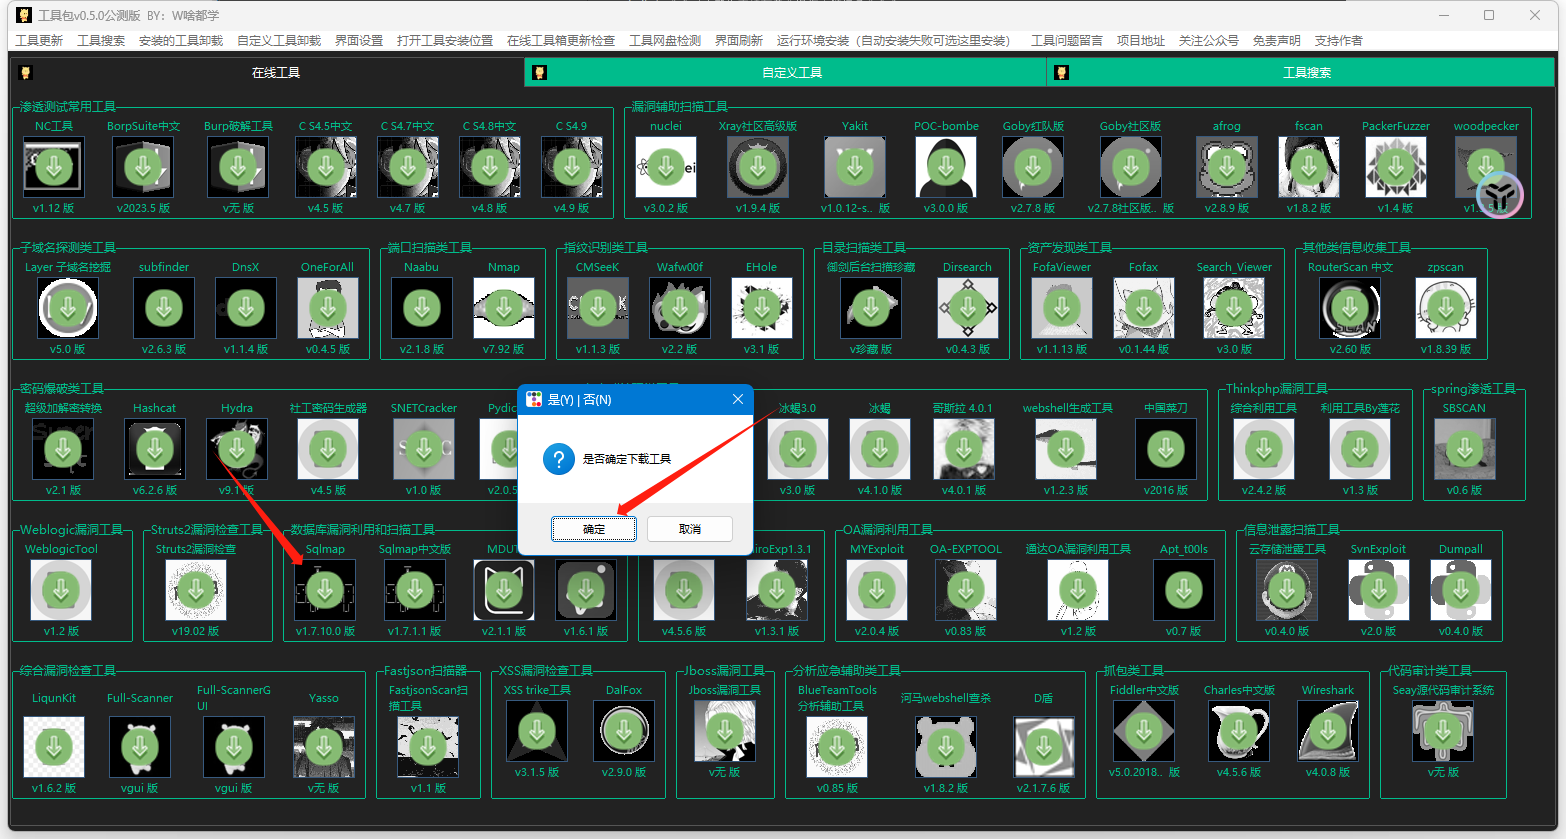 工具包v0.5.0公测版 BY：W啥都学
工具更新 工具搜索 安装的工具卸载 自定义工具卸载 界面设置 打开工具安装位置 在线工具箱更新检查 工具网盘检测 界面刷新 运行环境安装（自动安装失败可选这里安装） 工具问题留言 项目地址 关注公众号 免责声明 支持作者
在线工具 自定义工具 工具搜索
渗透测试常用工具 漏洞辅助扫描工具
NC工具 BorpSuite中文 Burp破解工具 C S4.5中文 C S4.7中文 C S4.8中文 C S4.9 nuclei Xray社区高级版 Yakit POC-bombe Goby红队版 Goby社区版 afrog fscan PackerFuzzer woodpecker
v1.12 版 v2023.5 版 v无 版 v4.5 版 v4.7 版 v4.8 版 v4.9 版 v3.0.2 版 v1.9.4 版 v1.0.12-s.. 版 v3.0.0 版 v2.7.8 版 v2.7.8社区版.. 版 v2.8.9 版 v1.8.2 版 v1.4 版
子域名探测类工具 端口扫描类工具 指纹识别类工具 目录扫描类工具 资产发现类工具 其他类信息收集工具
Layer 子域名挖掘 subfinder DnsX OneForAll Naabu Nmap CMSeeK Wafw00f EHole 御剑后台扫描珍藏 Dirsearch FofaViewer Fofax Search_Viewer RouterScan 中文 zpscan
v5.0 版 v2.6.3 版 v1.1.4 版 v0.4.5 版 v2.1.8 版 v7.92 版 v1.1.3 版 v2.2 版 v3.1 版 v珍藏 版 v0.4.3 版 v1.1.13 版 v0.1.44 版 v3.0 版 v2.60 版 v1.8.39 版
密码爆破类工具 Thinkphp漏洞工具 spring渗透工具
超级加解密转换 Hashcat Hydra 社工密码生成器 SNETCracker Pydic 冰蝎3.0 冰蝎 哥斯拉 4.0.1 webshell生成工具 中国菜刀 综合利用工具 利用工具By莲花 SBSCAN
v2.1 版 v6.2.6 版 v9.1 版 v4.5 版 v1.0 版 v2.0.5 v3.0 版 v4.1.0 版 v4.0.1 版 v1.2.3 版 v2016 版 v2.4.2 版 v1.3 版 v0.6 版
是(Y) | 否(N)
是否确定下载工具
确定 取消
Weblogic漏洞工具 Struts2漏洞检查工具 数据库漏洞利用和扫描工具 OA漏洞利用工具 信息泄露扫描工具
WeblogicTool Struts2漏洞检查 Sqlmap Sqlmap中文版 MDUT iroExp1.3.1 MYExploit OA-EXPTOOL 通达OA漏洞利用工具 Apt_t00ls 云存储泄露工具 SvnExploit Dumpall
v1.2 版 v19.02 版 v1.7.10.0 版 v1.7.1.1 版 v2.1.1 版 v1.6.1 版 v4.5.6 版 v1.3.1 版 v2.0.4 版 v0.83 版 v1.2 版 v0.7 版 v0.4.0 版 v2.0 版 v0.4.0 版
综合漏洞检查工具 Fastjson扫描器 XSS漏洞检查工具 Jboss漏洞工具 分析应急辅助类工具 抓包类工具 代码审计类工具
LiqunKit Full-Scanner Full-ScannerG
UI Yasso FastjsonScan扫
描工具 XSS trike工具 DalFox Jboss漏洞工具 BlueTeamTools
分析辅助工具 河马webshell查杀 D盾 Fiddler中文版 Charles中文版 Wireshark Seay源代码审计系统
v1.6.2 版 vgui 版 vgui 版 v无 版 v1.1 版 v3.1.5 版 v2.9.0 版 v无 版 v0.85 版 v1.8.2 版 v2.1.7.6 版 v5.0.2018.. 版 v4.5.6 版 v4.0.8 版 v无 版